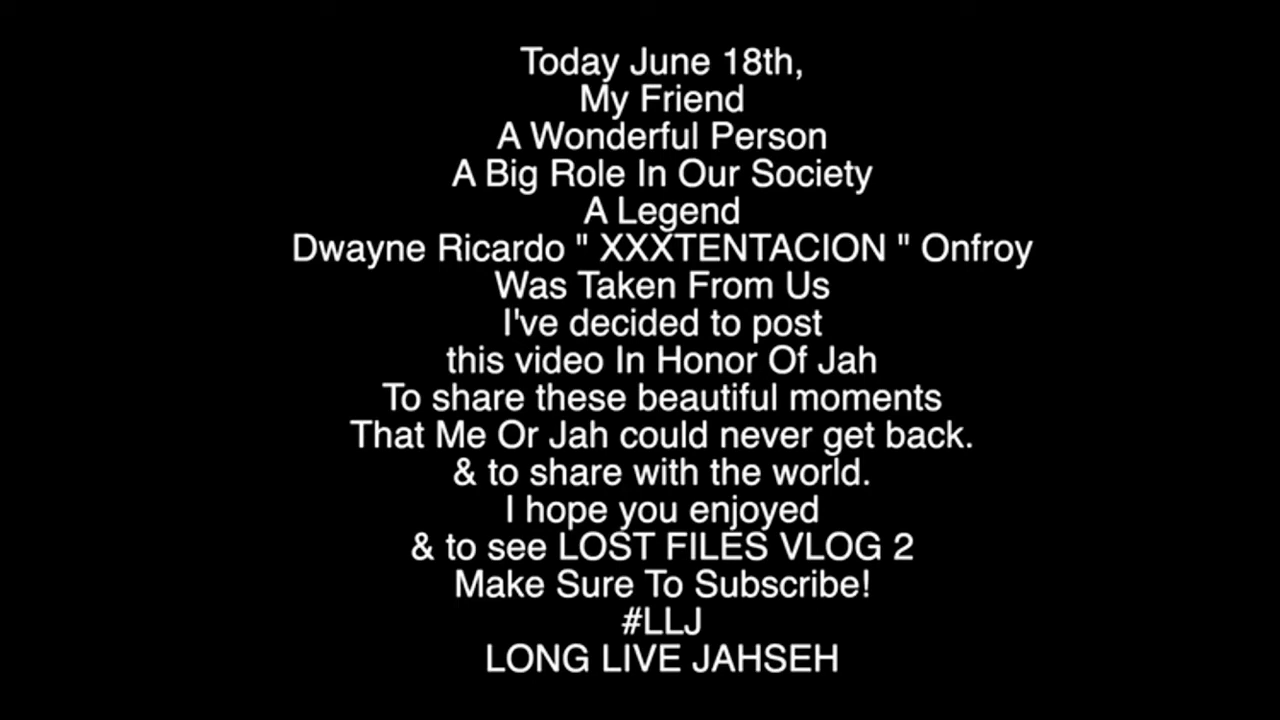 Today June 18th,
My Friend
A Wonderful Person
A Big Role In Our Society
A Legend
Dwayne Ricardo " XXXTENTACION " Onfroy
Was Taken From Us
I've decided to post
this video In Honor Of Jah
To share these beautiful moments
That Me Or Jah could never get back.
& to share with the world.
I hope you enjoyed
& to see LOST FILES VLOG 2
Make Sure To Subscribe!
#LLJ
LONG LIVE JAHSEH